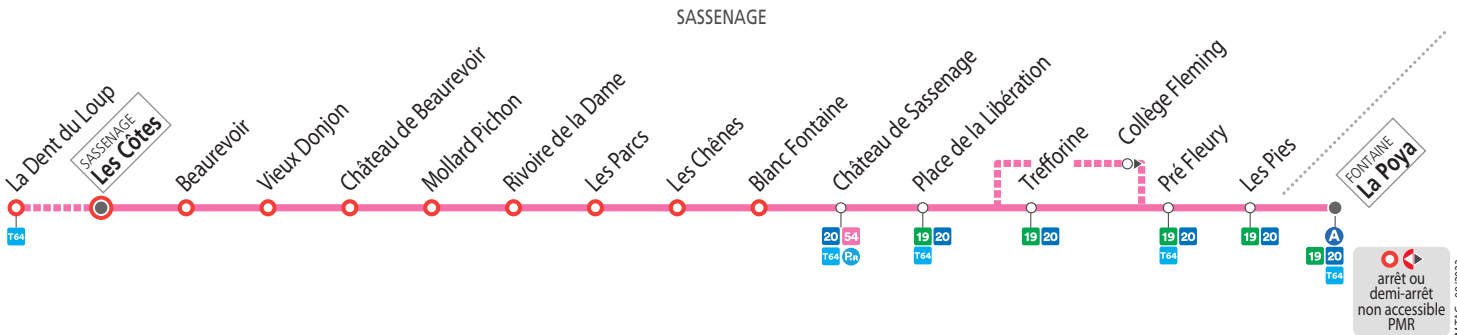 SASSENAGE
La Dent du Loup
SASSENAGE
Les Côtes
Beaurevoir
Vieux Donjon
Château de Beaurevoir
Mollard Pichon
Rivoire de la Dame
Les Parcs
Les Chênes
Blanc Fontaine
Château de Sassenage
Place de la Libération
Trefforine
Collège Fleming
Pré Fleury
Les Pies
FONTAINE
La Poya
T64
20 54
T64 P+R
19 20
T64
19 20
19 20
T64
19 20
A
19 20
T64
arrêt ou
demi-arrêt
non accessible
PMR